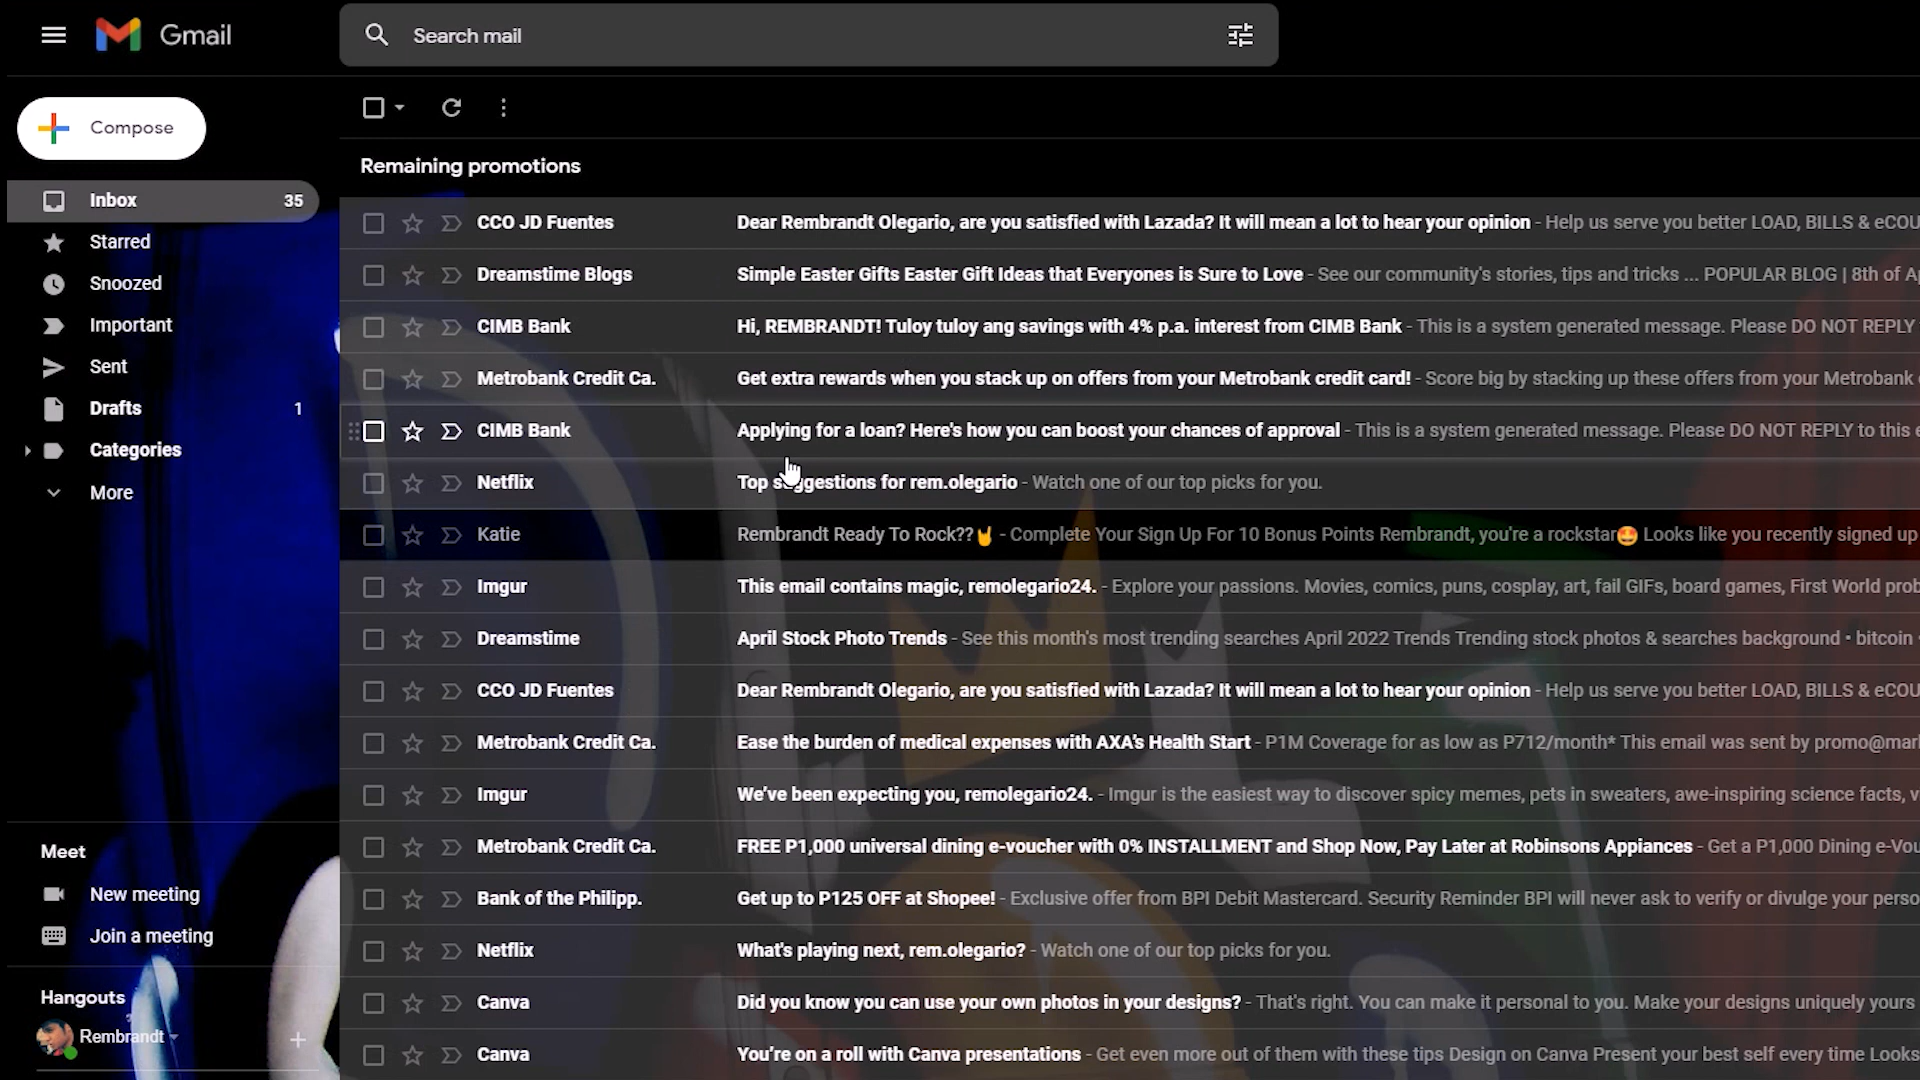 Gmail
Search mail
Compose
Remaining promotions
Inbox 35
Starred
Snoozed
Important
Sent
Drafts 1
Categories
More
CCO JD Fuentes Dear Rembrandt Olegario, are you satisfied with Lazada? It will mean a lot to hear your opinion - Help us serve you better LOAD, BILLS & eCOU
Dreamstime Blogs Simple Easter Gifts Easter Gift Ideas that Everyones is Sure to Love - See our community's stories, tips and tricks ... POPULAR BLOG | 8th of Ap
CIMB Bank Hi, REMBRANDT! Tuloy tuloy ang savings with 4% p.a. interest from CIMB Bank - This is a system generated message. Please DO NOT REPLY
Metrobank Credit Ca. Get extra rewards when you stack up on offers from your Metrobank credit card! - Score big by stacking up these offers from your Metrobank
CIMB Bank Applying for a loan? Here's how you can boost your chances of approval - This is a system generated message. Please DO NOT REPLY to this
Netflix Top suggestions for rem.olegario - Watch one of our top picks for you.
Katie Rembrandt Ready To Rock??🤘 - Complete Your Sign Up For 10 Bonus Points Rembrandt, you're a rockstar🤩 Looks like you recently signed up
Imgur This email contains magic, remolegario24. - Explore your passions. Movies, comics, puns, cosplay, art, fail GIFs, board games, First World prob
Dreamstime April Stock Photo Trends - See this month's most trending searches April 2022 Trends Trending stock photos & searches background • bitcoin •
CCO JD Fuentes Dear Rembrandt Olegario, are you satisfied with Lazada? It will mean a lot to hear your opinion - Help us serve you better LOAD, BILLS & eCOU
Metrobank Credit Ca. Ease the burden of medical expenses with AXA's Health Start - P1M Coverage for as low as P712/month* This email was sent by promo@mark
Imgur We've been expecting you, remolegario24. - Imgur is the easiest way to discover spicy memes, pets in sweaters, awe-inspiring science facts, v
Metrobank Credit Ca. FREE P1,000 universal dining e-voucher with 0% INSTALLMENT and Shop Now, Pay Later at Robinsons Appiances - Get a P1,000 Dining e-Vou
Bank of the Philipp. Get up to P125 OFF at Shopee! - Exclusive offer from BPI Debit Mastercard. Security Reminder BPI will never ask to verify or divulge your perso
Netflix What's playing next, rem.olegario? - Watch one of our top picks for you.
Canva Did you know you can use your own photos in your designs? - That's right. You can make it personal to you. Make your designs uniquely yours
Canva You're on a roll with Canva presentations - Get even more out of them with these tips Design on Canva Present your best self every time Looks
Meet
New meeting
Join a meeting
Hangouts
Rembrandt